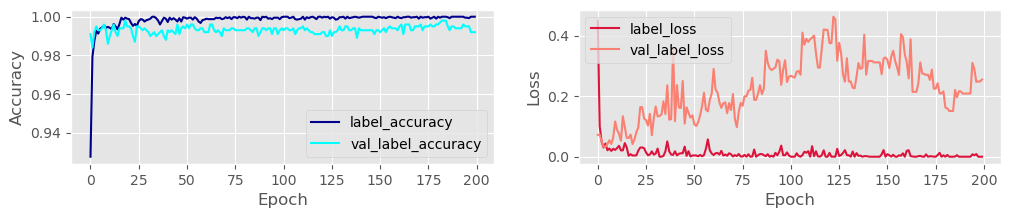 1.00
0.98
0.96
0.94
Accuracy
label_accuracy
val_label_accuracy
0 25 50 75 100 125 150 175 200
Epoch
0.4
0.2
0.0
Loss
label_loss
val_label_loss
0 25 50 75 100 125 150 175 200
Epoch